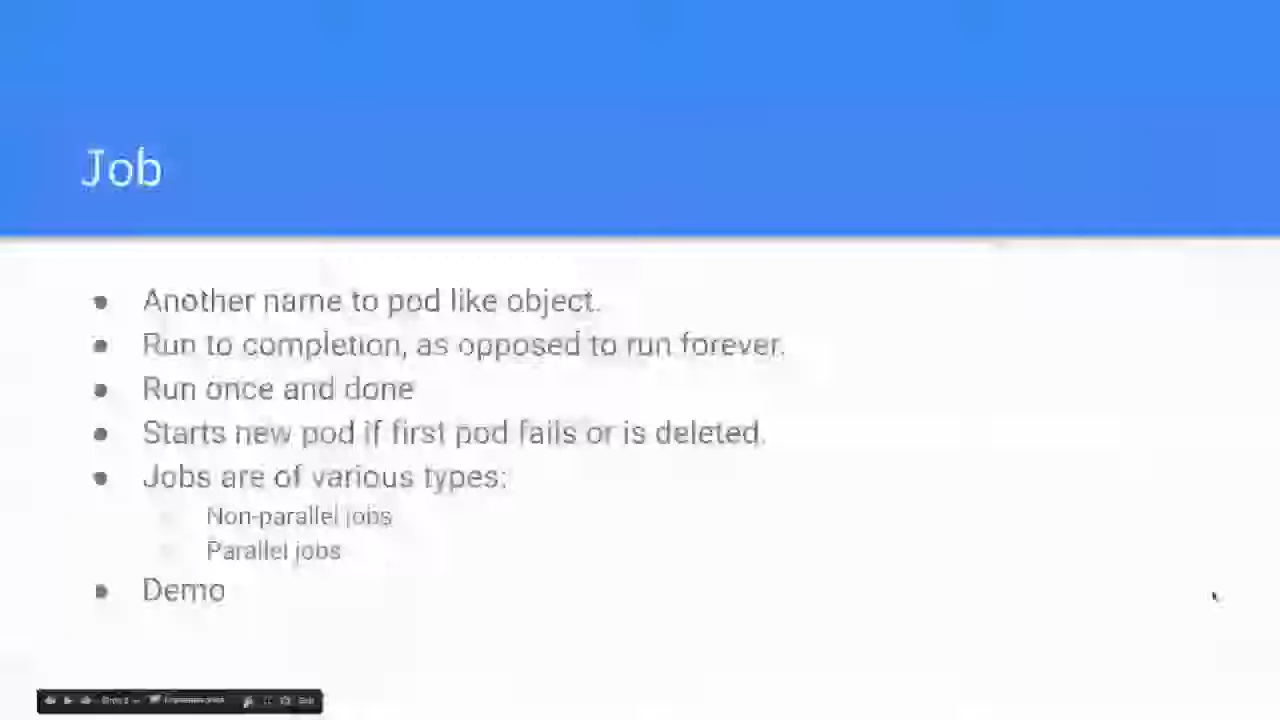 Job
Another name to pod like object.
Run to completion, as opposed to run forever.
Run once and done
Starts new pod if first pod fails or is deleted.
Jobs are of various types:
Non-parallel jobs
Parallel jobs
Demo